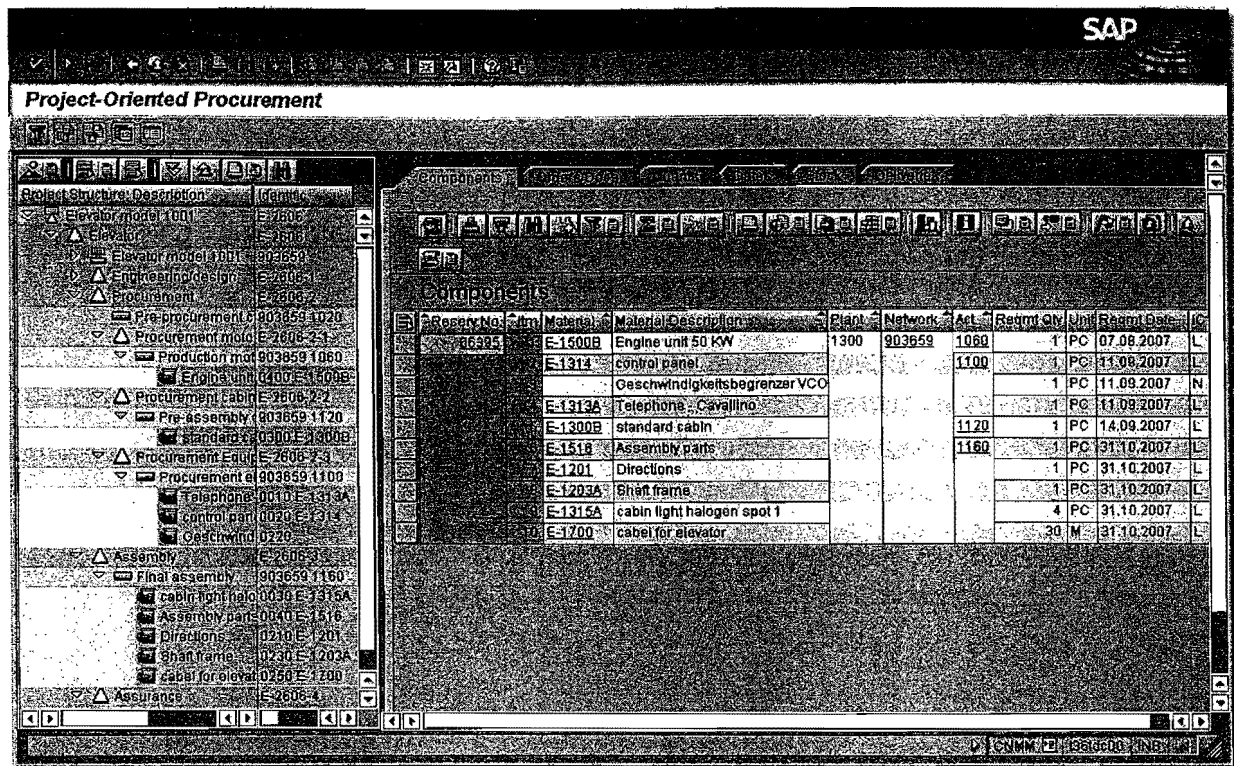 SAP
Project-Oriented Procurement
Components Stock
Project Structure: Description Identific
Elevator model 1001 E-2606
Elevator E-2606
Elevator model 1001 903659
Engineering/design E-2606-1
Procurement E-2606-2
Pre-procurement c 903659 1020
Procurement moto E-2606-2-1
Production mot 903659 1060
Engine unit 0400 E-1500B
Procurement cabin E-2606-2-2
Pre-assembly 903659 1120
standard c 0300 E-1300B
Procurement Equip E-2606-2-3
Procurement el 903659 1100
Telephone 0010 E-1313A
control pan 0020 E-1314
Geschwind 022
Assembly E-2606-3
Final assembly 903659 1160
cabin light halo 0030 E-1315A
Assembly part 0040 E-1516
Directions 0210 E-1201
Shaft frame 0230 E-1203A
cabel for elevat 0250 E-1700
Assurance E-2606-4
Components
Reserv.No. Itm Material Material Description Plant Network Act. Reqmt Qty Unit Reqmt Date IC
E-1500B Engine unit 50 KW 1300 903659 1060 1 PC 07.08.2007 L
E-1314 control panel 1100 1 PC 11.09.2007 L
Geschwindigkeitsbegrenzer VCO 1 PC 11.09.2007 N
E-1313A Telephone - Cavallino 1 PC 11.09.2007 L
E-1300B standard cabin 1120 1 PC 14.09.2007 L
E-1516 Assembly parts 1160 1 PC 31.10.2007 L
E-1201 Directions 1 PC 31.10.2007 L
E-1203A Shaft frame 1 PC 31.10.2007 L
E-1315A cabin light halogen spot 1 4 PC 31.10.2007 L
E-1700 cabel for elevator 30 M 31.10.2007 L
CNMM INS